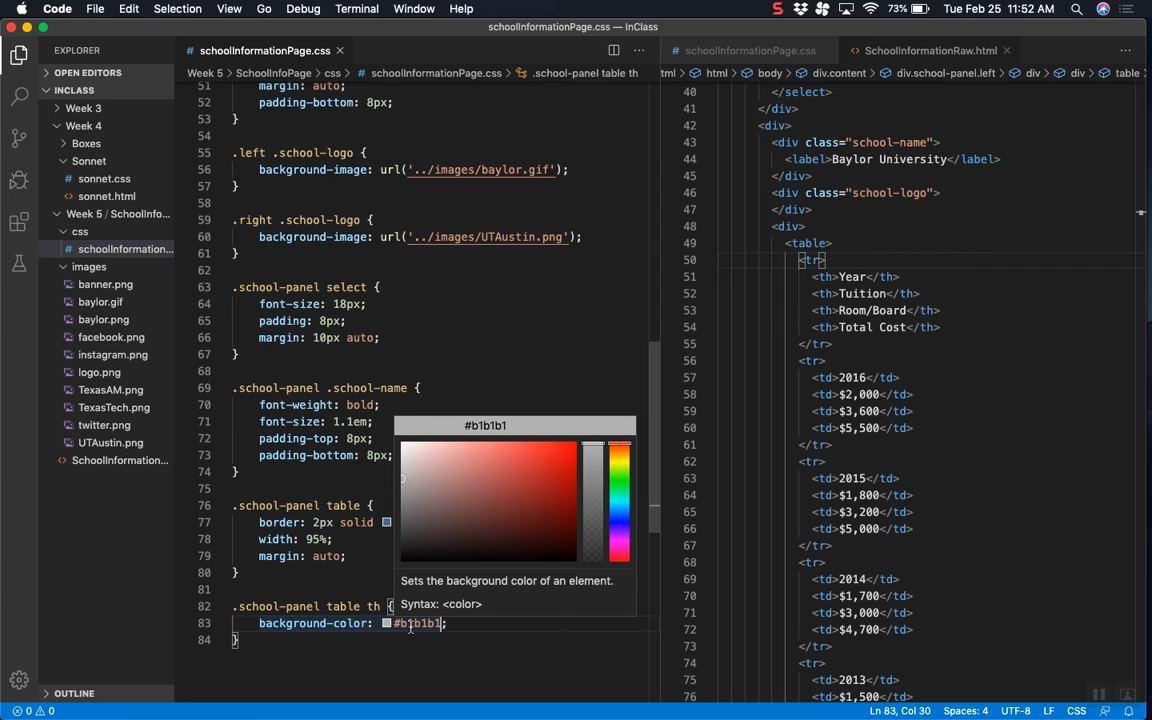 Code File Edit Selection View Go Debug Terminal Window Help 73% Tue Feb 25 11:52 AM
schoolInformationPage.css — InClass
EXPLORER
OPEN EDITORS
INCLASS
Week 3
Week 4
Boxes
Sonnet
sonnet.css
sonnet.html
Week 5 / SchoolInfo...
css
schoolInformation...
images
banner.png
baylor.gif
baylor.png
facebook.png
instagram.png
logo.png
TexasAM.png
TexasTech.png
twitter.png
UTAustin.png
SchoolInformation...
OUTLINE
# schoolInformationPage.css
Week 5 › SchoolInfoPage › css › # schoolInformationPage.css › .school-panel table th
51 margin: auto;
52 padding-bottom: 8px;
53 }
54
55 .left .school-logo {
56 background-image: url('../images/baylor.gif');
57 }
58
59 .right .school-logo {
60 background-image: url('../images/UTAustin.png');
61 }
62
63 .school-panel select {
64 font-size: 18px;
65 padding: 8px;
66 margin: 10px auto;
67 }
68
69 .school-panel .school-name {
70 font-weight: bold;
71 font-size: 1.1em;
72 padding-top: 8px;
73 padding-bottom: 8px;
74 }
75
76 .school-panel table {
77 border: 2px solid
78 width: 95%;
79 margin: auto;
80 }
81
82 .school-panel table th {
83 background-color: #b1b1b1;
84 }
#b1b1b1
Sets the background color of an element.
Syntax: <color>
# schoolInformationPage.css
SchoolInformationRaw.html
tml › html › body › div.content › div.school-panel.left › div › div › table
40 </select>
41 </div>
42 <div>
43 <div class="school-name">
44 <label>Baylor University</label>
45 </div>
46 <div class="school-logo">
47 </div>
48 <div>
49 <table>
50 <tr>
51 <th>Year</th>
52 <th>Tuition</th>
53 <th>Room/Board</th>
54 <th>Total Cost</th>
55 </tr>
56 <tr>
57 <td>2016</td>
58 <td>$2,000</td>
59 <td>$3,600</td>
60 <td>$5,500</td>
61 </tr>
62 <tr>
63 <td>2015</td>
64 <td>$1,800</td>
65 <td>$3,200</td>
66 <td>$5,000</td>
67 </tr>
68 <tr>
69 <td>2014</td>
70 <td>$1,700</td>
71 <td>$3,000</td>
72 <td>$4,700</td>
73 </tr>
74 <tr>
75 <td>2013</td>
76 <td>$1,500</td>
0 0
Ln 83, Col 30 Spaces: 4 UTF-8 LF CSS